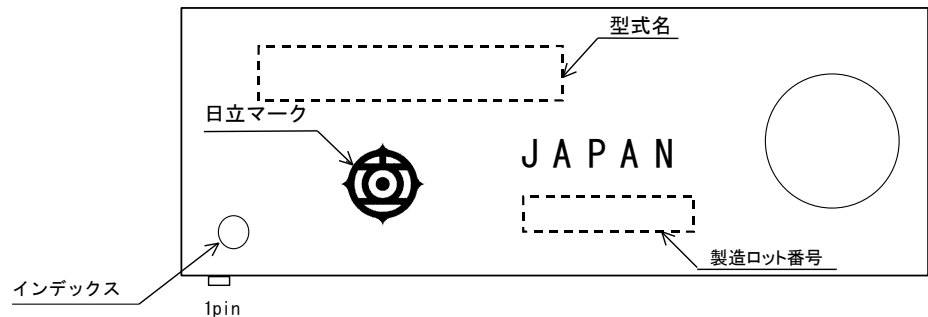 型式名
日立マーク
JAPAN
製造ロット番号
インデックス
1pin